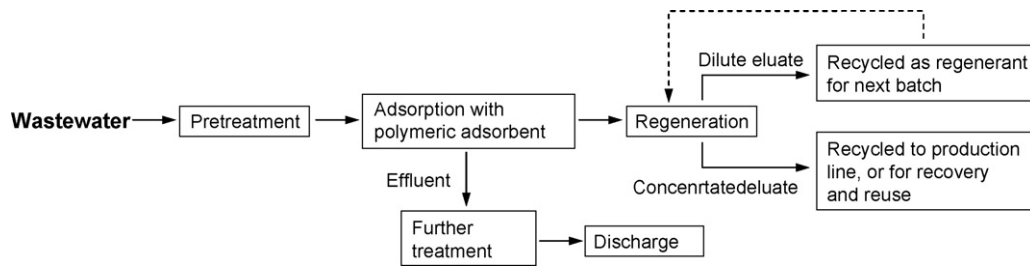 Wastewater
Pretreatment
Adsorption with
polymeric adsorbent
Regeneration
Dilute eluate
Recycled as regenerant
for next batch
Concenrtatedeluate
Recycled to production
line, or for recovery
and reuse
Effluent
Further
treatment
Discharge